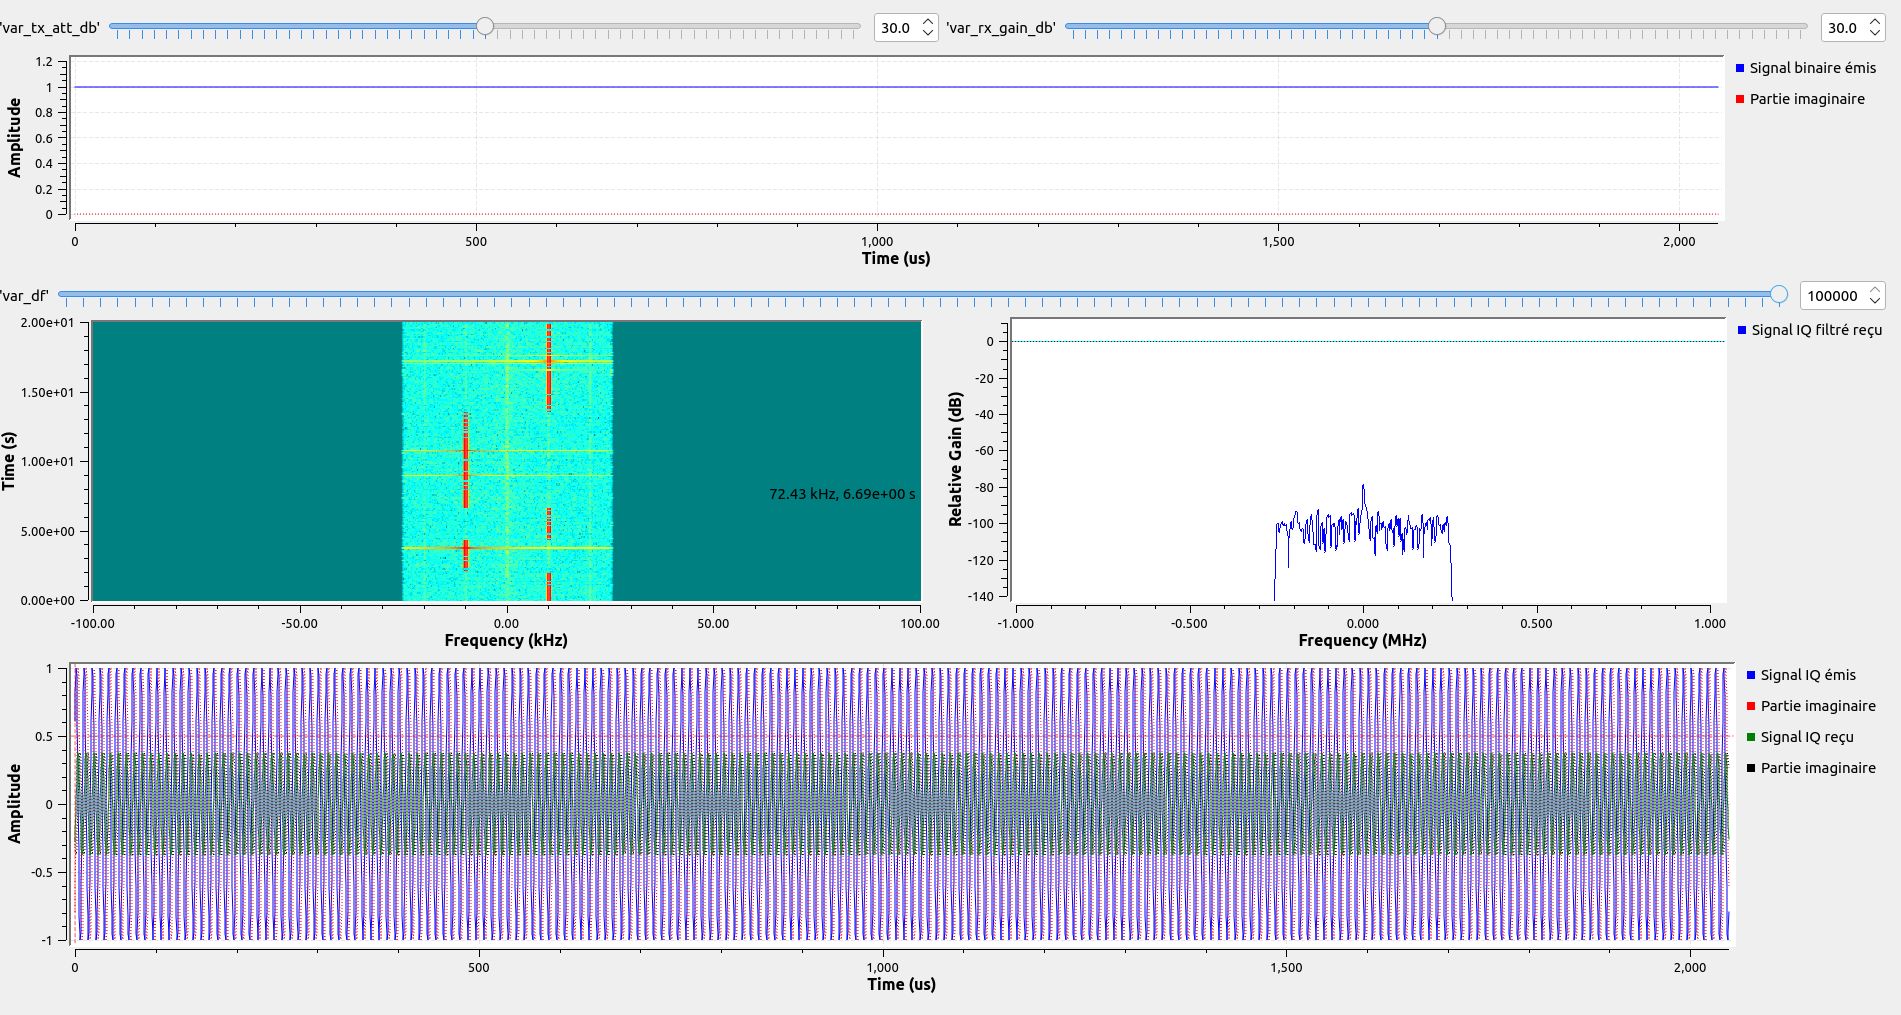 'var_tx_att_db' 30.0 'var_rx_gain_db' 30.0
1.2
1
0.8
0.6
0.4
0.2
0
Amplitude
0 500 1,000 1,500 2,000
Time (us)
Signal binaire émis
Partie imaginaire
'var_df' 100000
2.00e+01
1.50e+01
1.00e+01
5.00e+00
0.00e+00
Time (s)
72.43 kHz, 6.69e+00 s
-100.00 -50.00 0.00 50.00 100.00
Frequency (kHz)
0
-20
-40
-60
-80
-100
-120
-140
Relative Gain (dB)
-1.000 -0.500 0.000 0.500 1.000
Frequency (MHz)
Signal IQ filtré reçu
1
0.5
0
-0.5
-1
Amplitude
0 500 1,000 1,500 2,000
Time (us)
Signal IQ émis
Partie imaginaire
Signal IQ reçu
Partie imaginaire